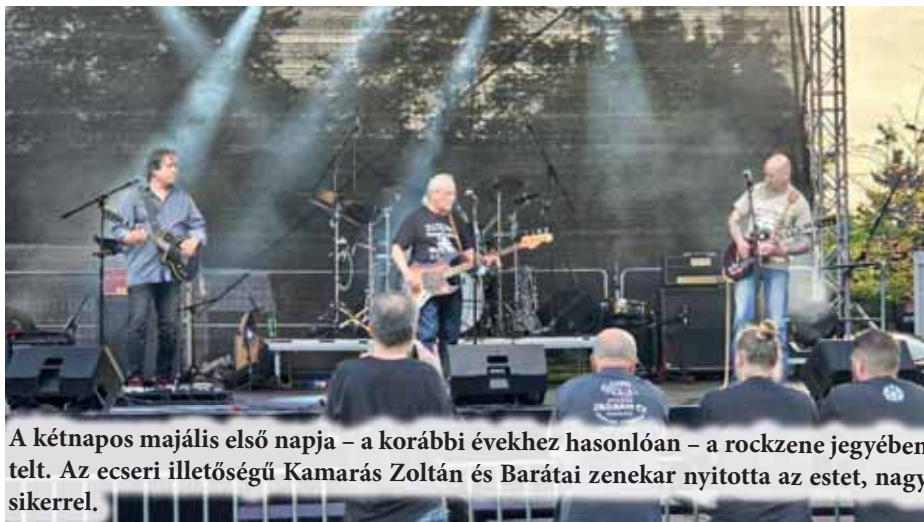 A kétnapos majális első napja – a korábbi évekhez hasonlóan – a rockzene jegyében
telt. Az ecseri illetőségű Kamarás Zoltán és Barátai zenekar nyitotta az estet, nagy
sikerrel.